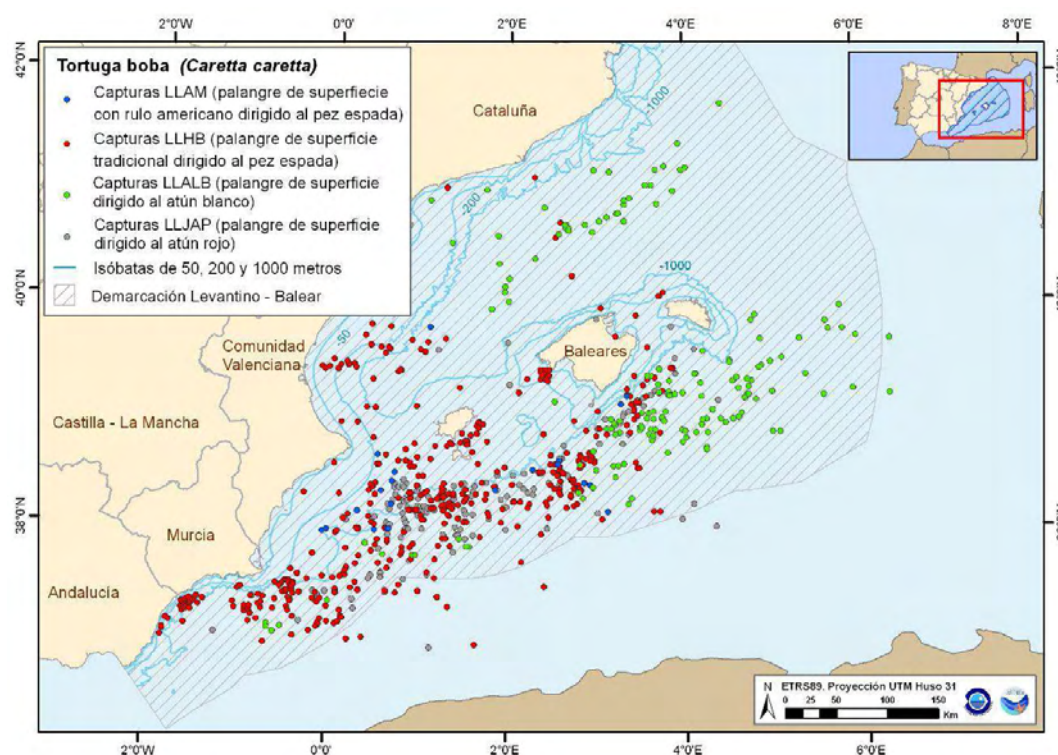 2°0'W 0°0' 2°0'E 4°0'E 6°0'E 8°0'E
42°0'N
40°0'N
38°0'N
Tortuga boba (Caretta caretta)
Capturas LLAM (palangre de superfiecie
con rulo americano dirigido al pez espada)
Capturas LLHB (palangre de superficie
tradicional dirigido al pez espada)
Capturas LLALB (palangre de superficie
dirigido al atún blanco)
Capturas LLJAP (palangre de superficie
dirigido al atún rojo)
Isóbatas de 50, 200 y 1000 metros
Demarcación Levantino - Balear
Cataluña
-1000
-200
-1000
-50
Comunidad
Valenciana
Baleares
Castilla - La Mancha
Murcia
Andalucía
N ETRS89. Proyección UTM Huso 31
0 25 50 100 150
Km
2°0'W 0°0' 2°0'E 4°0'E 6°0'E